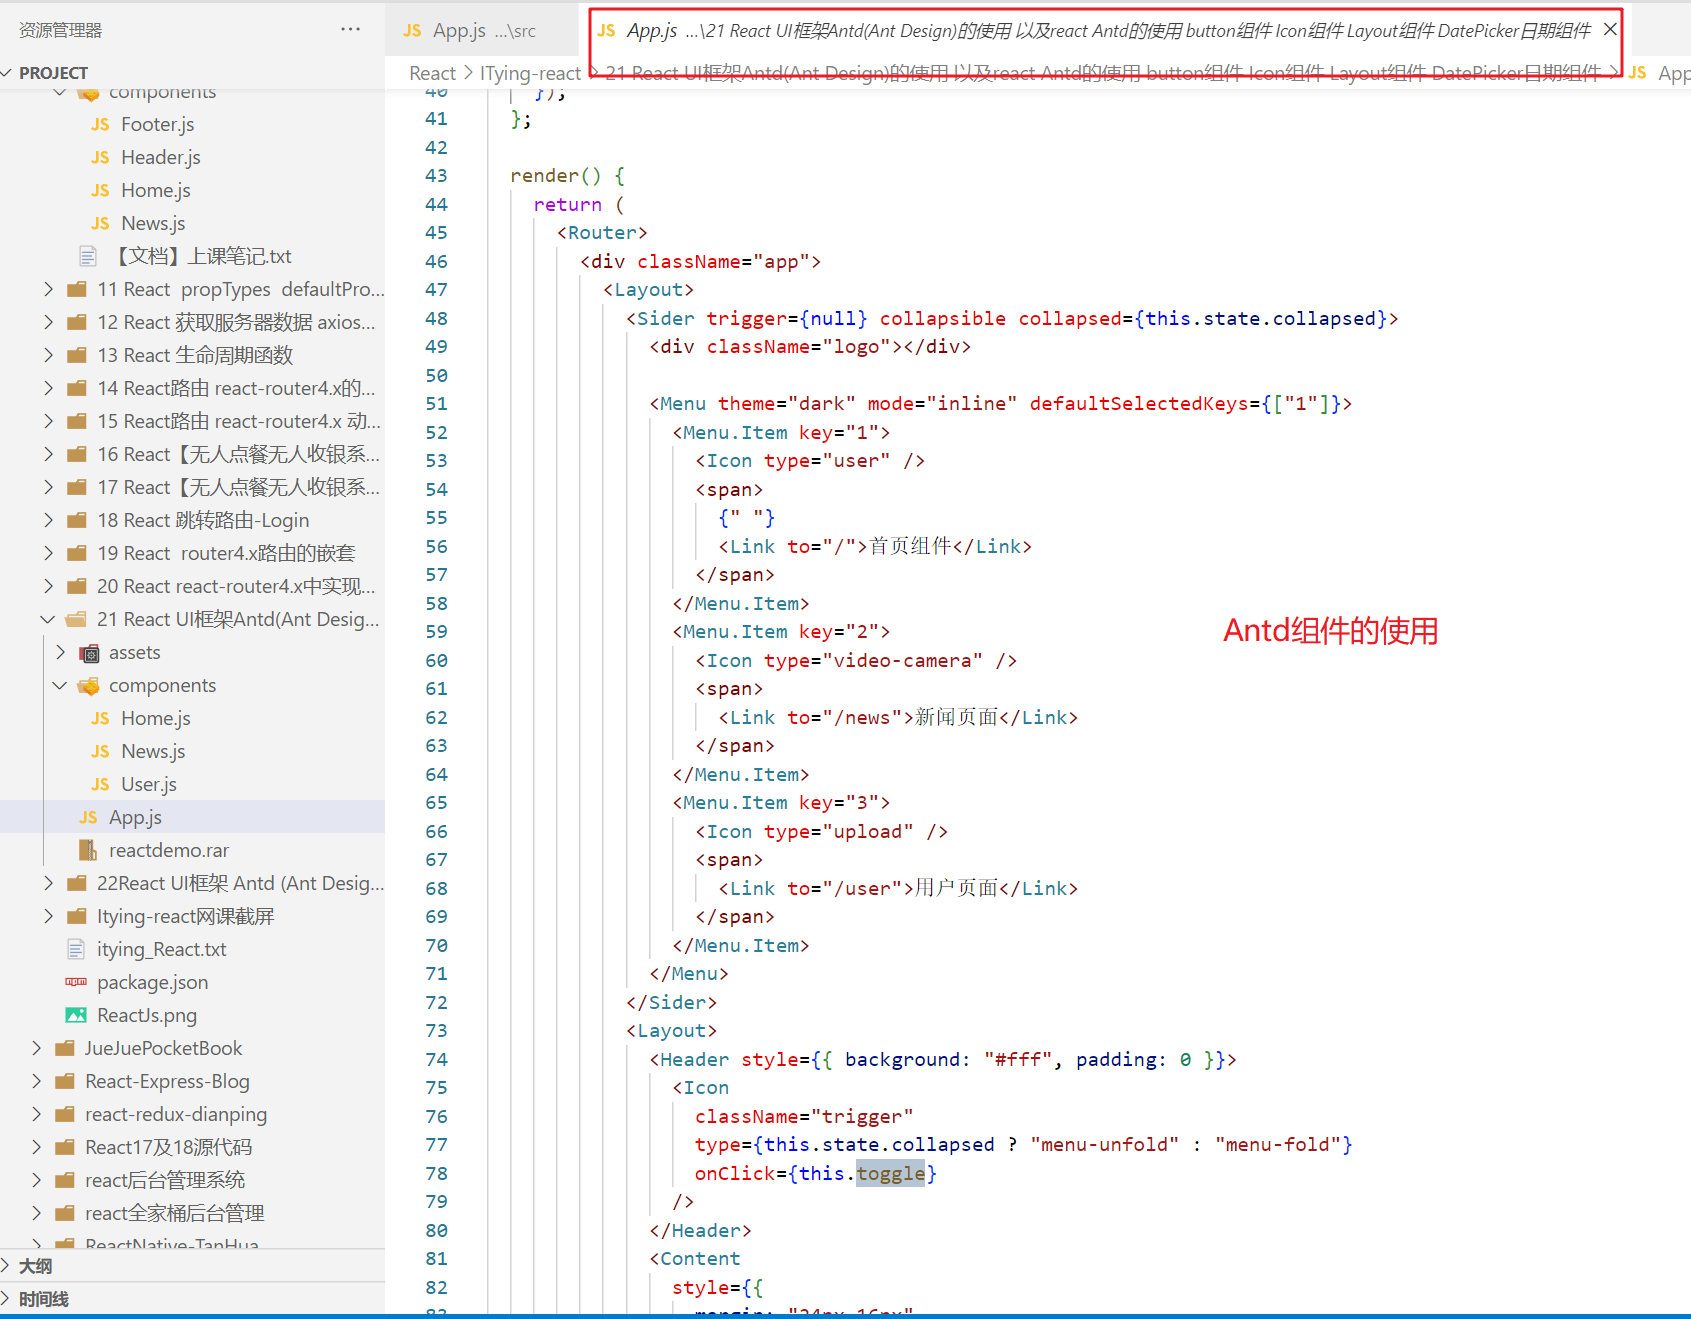 资源管理器 ···
PROJECT
components
JS Footer.js
JS Header.js
JS Home.js
JS News.js
【文档】上课笔记.txt
11 React propTypes defaultPro...
12 React 获取服务器数据 axios...
13 React 生命周期函数
14 React路由 react-router4.x的...
15 React路由 react-router4.x 动...
16 React【无人点餐无人收银系...
17 React【无人点餐无人收银系...
18 React 跳转路由-Login
19 React router4.x路由的嵌套
20 React react-router4.x中实现...
21 React UI框架Antd(Ant Desig...
assets
components
JS Home.js
JS News.js
JS User.js
JS App.js
reactdemo.rar
22React UI框架 Antd (Ant Desig...
Itying-react网课截屏
itying_React.txt
package.json
ReactJs.png
JueJuePocketBook
React-Express-Blog
react-redux-dianping
React17及18源代码
react后台管理系统
react全家桶后台管理
ReactNative-TanHua
大纲
时间线
JS App.js ...\src
JS App.js ...\21 React UI框架Antd(Ant Design)的使用 以及react Antd的使用 button组件 Icon组件 Layout组件 DatePicker日期组件
React > ITying-react > 21 React UI框架Antd(Ant Design)的使用 以及react Antd的使用 button组件 Icon组件 Layout组件 DatePicker日期组件 > JS App
40 });
41 };
42
43 render() {
44 return (
45 <Router>
46 <div className="app">
47 <Layout>
48 <Sider trigger={null} collapsible collapsed={this.state.collapsed}>
49 <div className="logo"></div>
50
51 <Menu theme="dark" mode="inline" defaultSelectedKeys={["1"]}>
52 <Menu.Item key="1">
53 <Icon type="user" />
54 <span>
55 {" "}
56 <Link to="/">首页组件</Link>
57 </span>
58 </Menu.Item>
59 <Menu.Item key="2">
60 <Icon type="video-camera" />
61 <span>
62 <Link to="/news">新闻页面</Link>
63 </span>
64 </Menu.Item>
65 <Menu.Item key="3">
66 <Icon type="upload" />
67 <span>
68 <Link to="/user">用户页面</Link>
69 </span>
70 </Menu.Item>
71 </Menu>
72 </Sider>
73 <Layout>
74 <Header style={{ background: "#fff", padding: 0 }}>
75 <Icon
76 className="trigger"
77 type={this.state.collapsed ? "menu-unfold" : "menu-fold"}
78 onClick={this.toggle}
79 />
80 </Header>
81 <Content
82 style={{
83 margin: "24px 16px"
Antd组件的使用